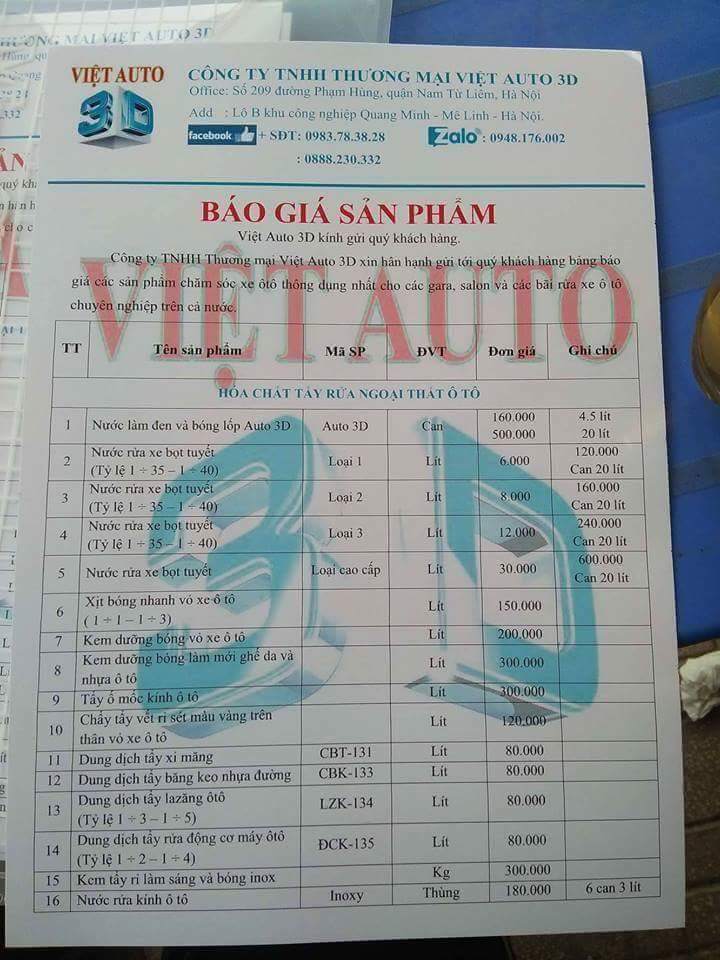 VIỆT AUTO
3D
CÔNG TY TNHH THƯƠNG MẠI VIỆT AUTO 3D
Office: Số 209 đường Phạm Hùng, quận Nam Từ Liêm, Hà Nội
Add : Lô B khu công nghiệp Quang Minh - Mê Linh - Hà Nội.
facebook + SĐT: 0983.78.38.28 Zalo : 0948.176.002
: 0888.230.332
BÁO GIÁ SẢN PHẨM
Việt Auto 3D kính gửi quý khách hàng.
Công ty TNHH Thương mại Việt Auto 3D xin hân hạnh gửi tới quý khách hàng bảng báo
giá các sản phẩm chăm sóc xe ôtô thông dụng nhất cho các gara, salon và các bãi rửa xe ô tô
chuyên nghiệp trên cả nước.
VIỆT AUTO
3D
TT Tên sản phẩm Mã SP ĐVT Đơn giá Ghi chú
HÓA CHẤT TẨY RỬA NGOẠI THẤT Ô TÔ
1 Nước làm đen và bóng lốp Auto 3D Auto 3D Can 160.000 4.5 lít
500.000 20 lít
2 Nước rửa xe bọt tuyết Loại 1 Lít 6.000 120.000
(Tỷ lệ 1 ÷ 35 – 1 ÷ 40) Can 20 lít
3 Nước rửa xe bọt tuyết Loại 2 Lít 8.000 160.000
(Tỷ lệ 1 ÷ 35 – 1 ÷ 40) Can 20 lít
4 Nước rửa xe bọt tuyết Loại 3 Lít 12.000 240.000
(Tỷ lệ 1 ÷ 35 – 1 ÷ 40) Can 20 lít
5 Nước rửa xe bọt tuyết Loại cao cấp Lít 30.000 600.000
Can 20 lít
6 Xịt bóng nhanh vỏ xe ô tô Lít 150.000
( 1 ÷ 1 – 1 ÷ 3)
7 Kem dưỡng bóng vỏ xe ô tô Lít 200.000
8 Kem dưỡng bóng làm mới ghế da và Lít 300.000
nhựa ô tô
9 Tẩy ố mốc kính ô tô Lít 300.000
10 Chấy tẩy vết rỉ sét màu vàng trên Lít 120.000
thân vỏ xe ô tô
11 Dung dịch tẩy xi măng CBT-131 Lít 80.000
12 Dung dịch tẩy băng keo nhựa đường CBK-133 Lít 80.000
13 Dung dịch tẩy lazăng ôtô LZK-134 Lít 80.000
(Tỷ lệ 1 ÷ 3 – 1 ÷ 5)
14 Dung dịch tẩy rửa động cơ máy ôtô ĐCK-135 Lít 80.000
(Tỷ lệ 1 ÷ 2 – 1 ÷ 4)
15 Kem tẩy rỉ làm sáng và bóng inox Kg 300.000
16 Nước rửa kính ô tô Inoxy Thùng 180.000 6 can 3 lít